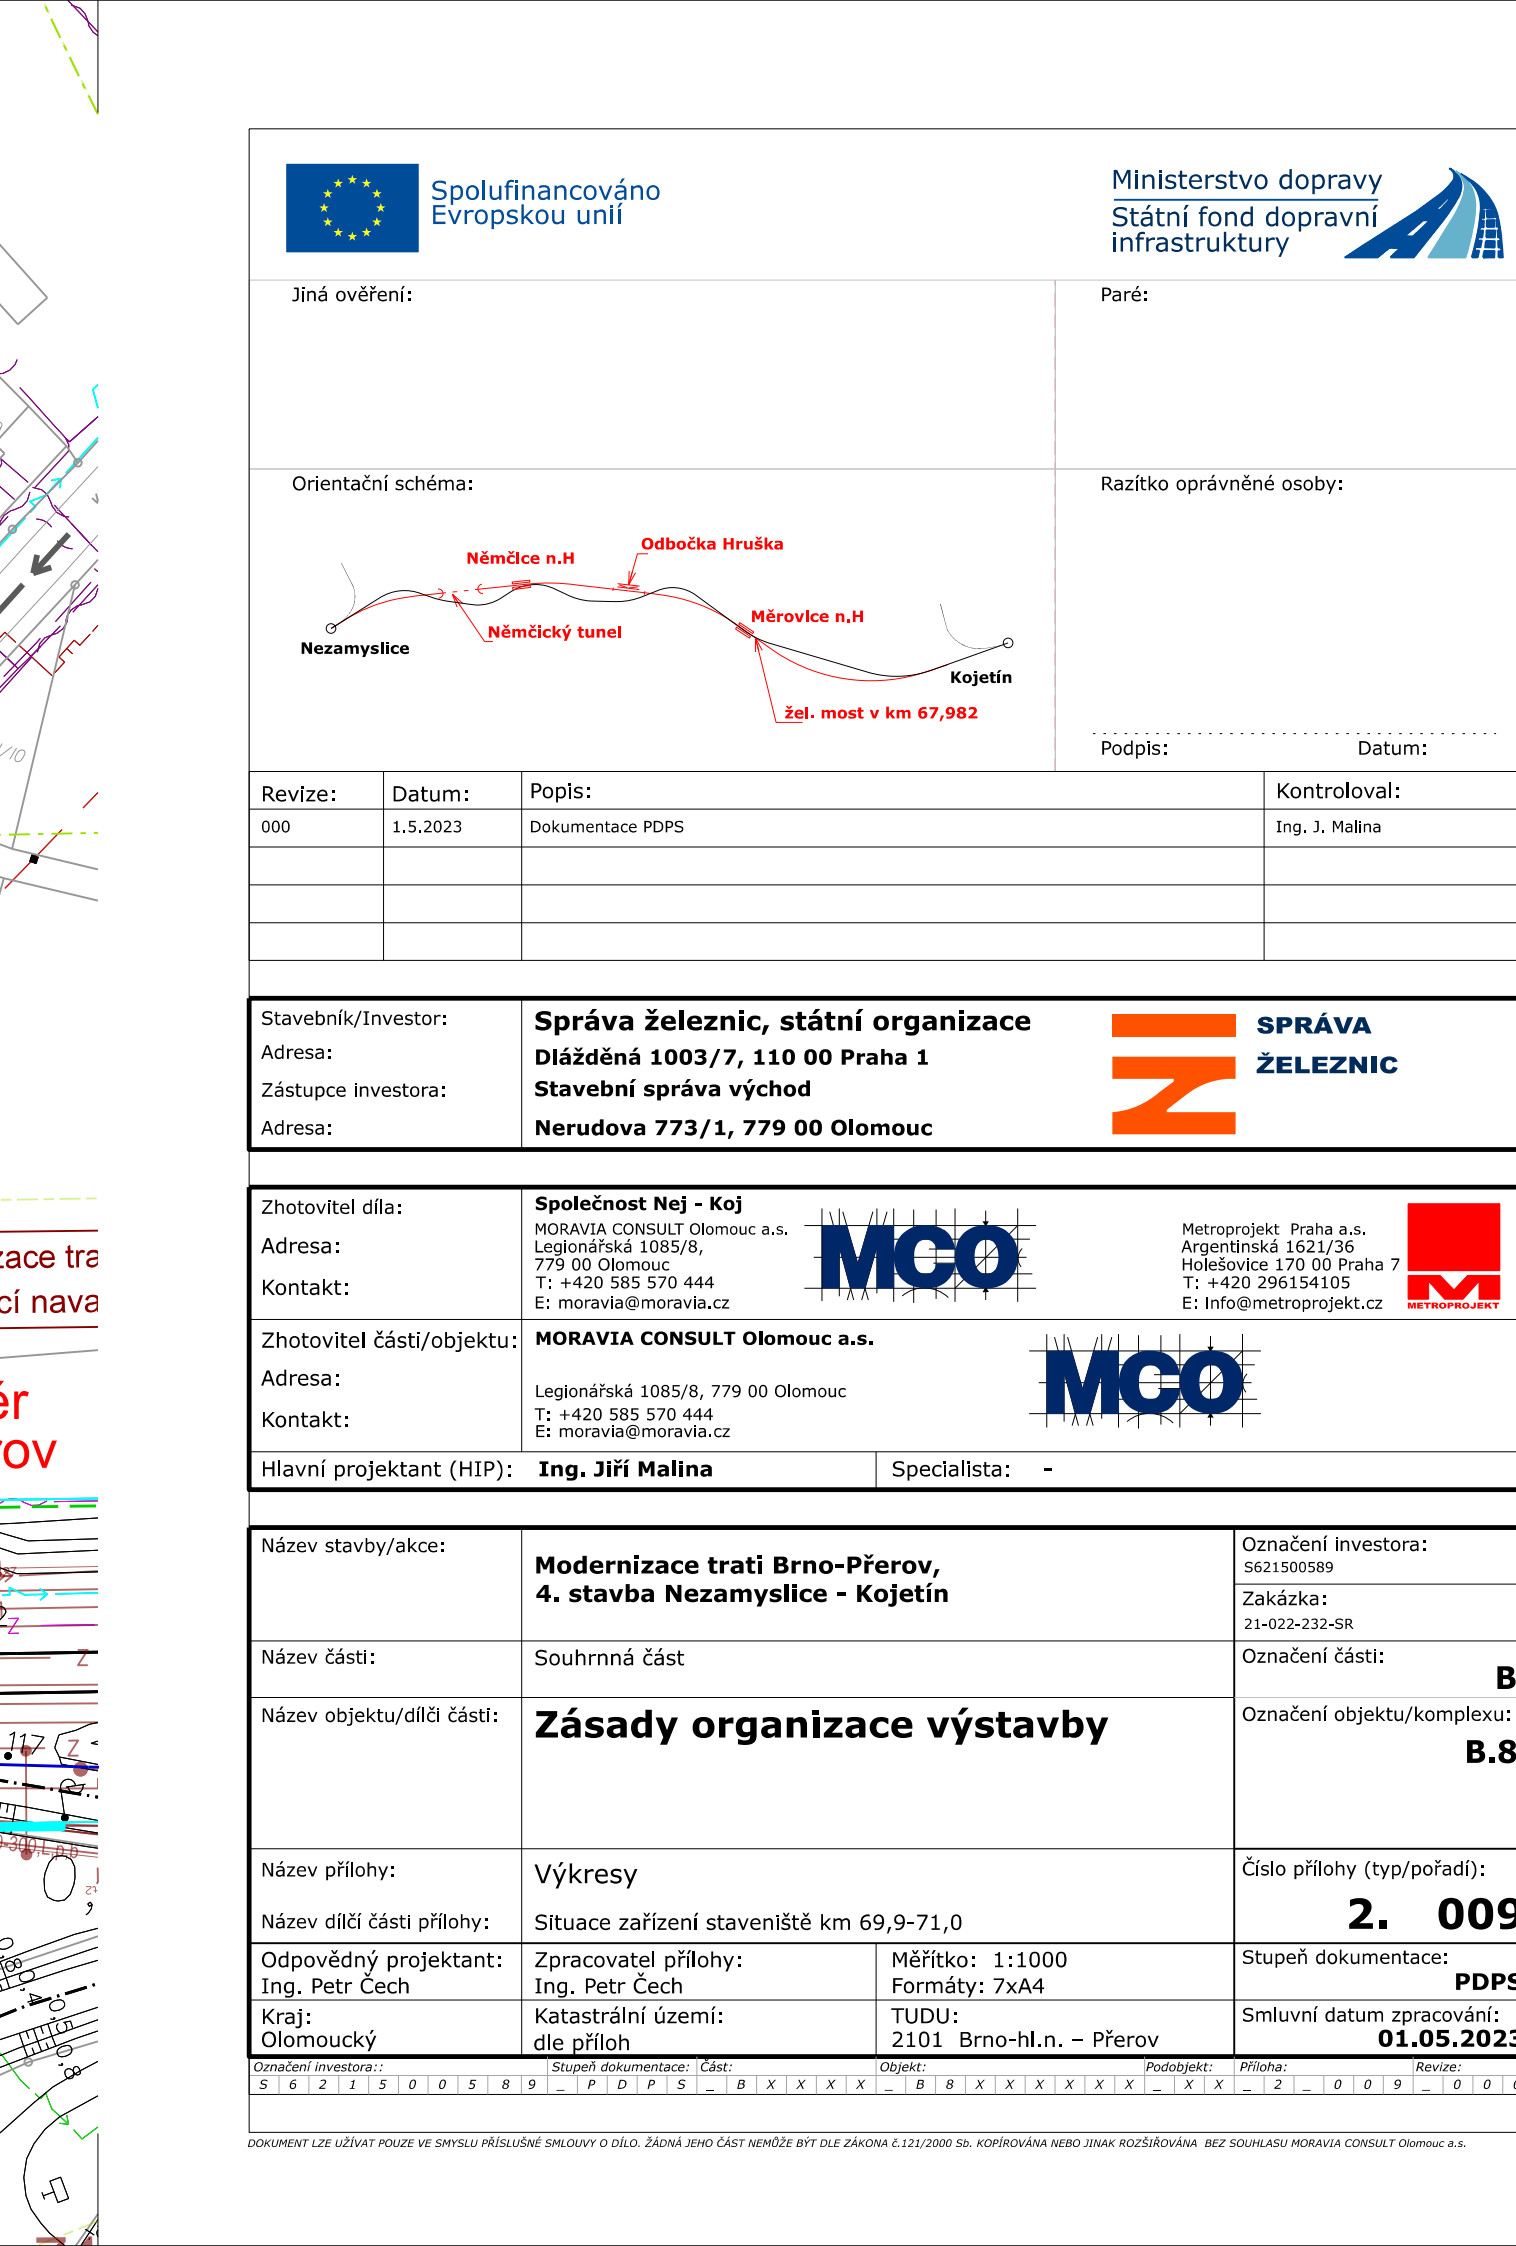 Spolufinancováno
Evropskou unií
Ministerstvo dopravy
Státní fond dopravní
infrastruktury
Jiná ověření:
Paré:
Orientační schéma:
Razítko oprávněné osoby:
Němčice n.H
Odbočka Hruška
Němčický tunel
Měrovice n.H
Nezamyslice
Kojetín
žel. most v km 67,982
Podpis: Datum:
Revize: Datum: Popis: Kontroloval:
000 1.5.2023 Dokumentace PDPS Ing. J. Malina
Stavebník/Investor: Správa železnic, státní organizace
Adresa: Dlážděná 1003/7, 110 00 Praha 1
Zástupce investora: Stavební správa východ
Adresa: Nerudova 773/1, 779 00 Olomouc
SPRÁVA
ŽELEZNIC
Zhotovitel díla:
Adresa:
Kontakt:
Společnost Nej - Koj
MORAVIA CONSULT Olomouc a.s.
Legionářská 1085/8,
779 00 Olomouc
T: +420 585 570 444
E: moravia@moravia.cz
MCO
Metroprojekt Praha a.s.
Argentinská 1621/36
Holešovice 170 00 Praha 7
T: +420 296154105
E: Info@metroprojekt.cz
METROPROJEKT
Zhotovitel části/objektu: MORAVIA CONSULT Olomouc a.s.
Adresa: Legionářská 1085/8, 779 00 Olomouc
Kontakt: T: +420 585 570 444
E: moravia@moravia.cz
MCO
Hlavní projektant (HIP): Ing. Jiří Malina Specialista: -
Název stavby/akce:
Modernizace trati Brno-Přerov,
4. stavba Nezamyslice - Kojetín
Označení investora:
S621500589
Zakázka:
21-022-232-SR
Název části: Souhrnná část
Označení části:
B
Název objektu/dílči části: Zásady organizace výstavby
Označení objektu/komplexu:
B.8
Název přílohy: Výkresy
Číslo přílohy (typ/pořadí):
2. 009
Název dílčí části přílohy: Situace zařízení staveniště km 69,9-71,0
Odpovědný projektant:
Ing. Petr Čech
Zpracovatel přílohy:
Ing. Petr Čech
Měřítko: 1:1000
Formáty: 7xA4
Stupeň dokumentace:
PDPS
Kraj:
Olomoucký
Katastrální území:
dle příloh
TUDU:
2101 Brno-hl.n. – Přerov
Smluvní datum zpracování:
01.05.2023
Označení investora:: Stupeň dokumentace: Část: Objekt: Podobjekt: Příloha: Revize:
S 6 2 1 5 0 0 5 8 9 _ P D P S _ B X X X X _ B 8 X X X X X X _ X X _ 2 _ 0 0 9 _ 0 0 0
DOKUMENT LZE UŽÍVAT POUZE VE SMYSLU PŘÍSLUŠNÉ SMLOUVY O DÍLO. ŽÁDNÁ JEHO ČÁST NEMŮŽE BÝT DLE ZÁKONA č.121/2000 Sb. KOPÍROVÁNA NEBO JINAK ROZŠIŘOVÁNA BEZ SOUHLASU MORAVIA CONSULT Olomouc a.s.
zace tra
cí nava
ér
rov
Z
Z
117
Z